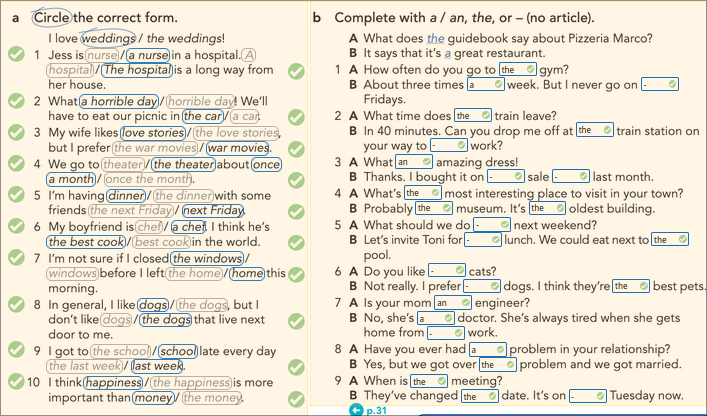 a Circle the correct form.
I love weddings / the weddings!
1 Jess is nurse / a nurse in a hospital. A
hospital / The hospital is a long way from
her house.
2 What a horrible day / horrible day! We'll
have to eat our picnic in the car / a car.
3 My wife likes love stories / the love stories,
but I prefer the war movies / war movies.
4 We go to theater / the theater about once
a month / once the month.
5 I'm having dinner / the dinner with some
friends the next Friday / next Friday.
6 My boyfriend is chef / a chef. I think he's
the best cook / best cook in the world.
7 I'm not sure if I closed the windows /
windows before I left the home / home this
morning.
8 In general, I like dogs / the dogs, but I
don't like dogs / the dogs that live next
door to me.
9 I got to the school / school late every day
the last week / last week.
10 I think happiness / the happiness is more
important than money / the money.
b Complete with a / an, the, or – (no article).
A What does the guidebook say about Pizzeria Marco?
B It says that it's a great restaurant.
1 A How often do you go to the gym?
B About three times a week. But I never go on -
Fridays.
2 A What time does the train leave?
B In 40 minutes. Can you drop me off at the train station on
your way to - work?
3 A What an amazing dress!
B Thanks. I bought it on - sale - last month.
4 A What's the most interesting place to visit in your town?
B Probably the museum. It's the oldest building.
5 A What should we do - next weekend?
B Let's invite Toni for - lunch. We could eat next to the
pool.
6 A Do you like - cats?
B Not really. I prefer - dogs. I think they're the best pets.
7 A Is your mom an engineer?
B No, she's a doctor. She's always tired when she gets
home from - work.
8 A Have you ever had a problem in your relationship?
B Yes, but we got over the problem and we got married.
9 A When is the meeting?
B They've changed the date. It's on - Tuesday now.
p.31